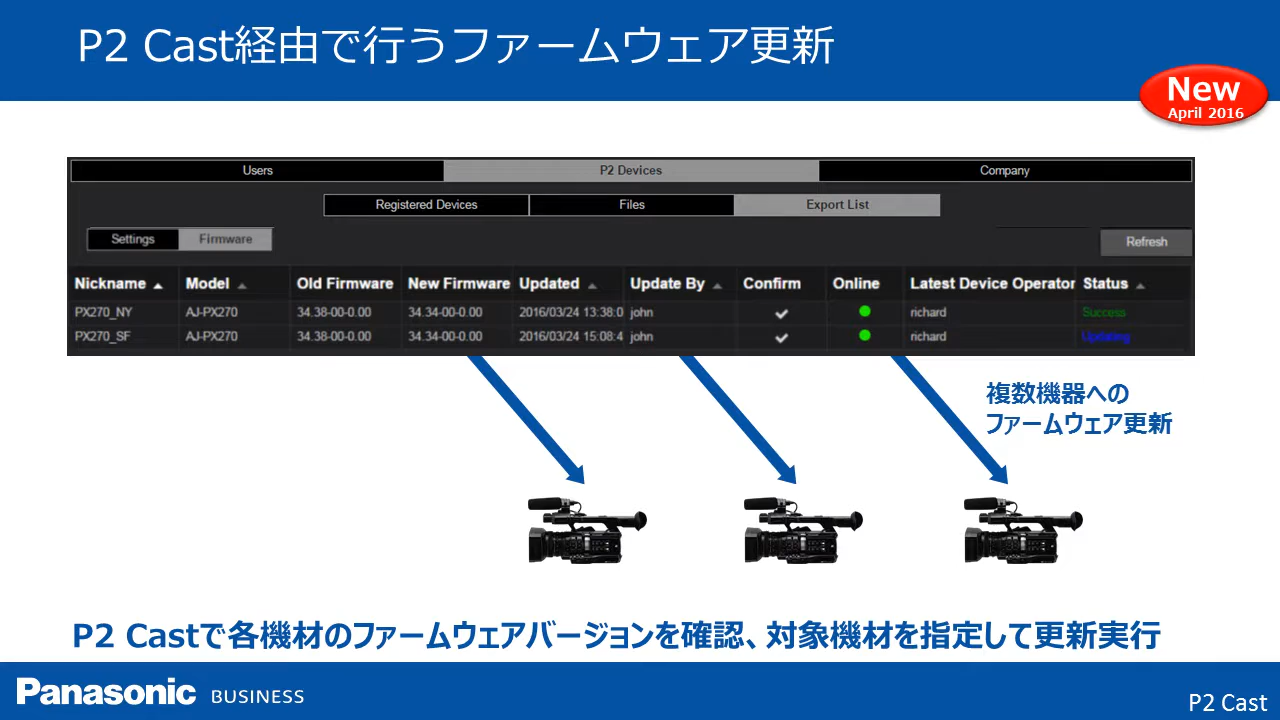 P2 Cast経由で行うファームウェア更新
New
April 2016
Users P2 Devices Company
Registered Devices Files Export List
Settings Firmware Refresh
Nickname Model Old Firmware New Firmware Updated Update By Confirm Online Latest Device Operator Status
PX270_NY AJ-PX270 34.38-00-0.00 34.34-00-0.00 2016/03/24 13:38:0 john richard Success
PX270_SF AJ-PX270 34.38-00-0.00 34.34-00-0.00 2016/03/24 15:08:4 john richard Updating
複数機器への
ファームウェア更新
P2 Castで各機材のファームウェアバージョンを確認、対象機材を指定して更新実行
Panasonic BUSINESS
P2 Cast